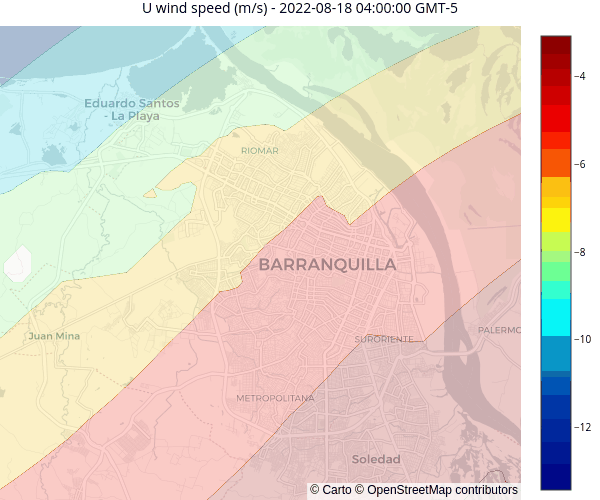 U wind speed (m/s) - 2022-08-18 04:00:00 GMT-5
−4
Eduardo Santos
- La Playa
RIOMAR
−6
−8
BARRANQUILLA
Juan Mina
SURORIENTE
PALERMO
−10
METROPOLITANA
−12
Soledad
© Carto © OpenStreetMap contributors